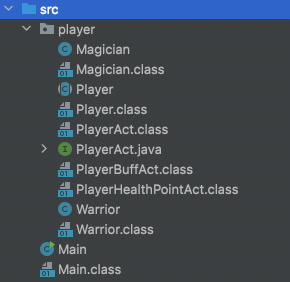 src
player
Magician
Magician.class
Player
Player.class
PlayerAct.class
PlayerAct.java
PlayerBuffAct.class
PlayerHealthPointAct.class
Warrior
Warrior.class
Main
Main.class